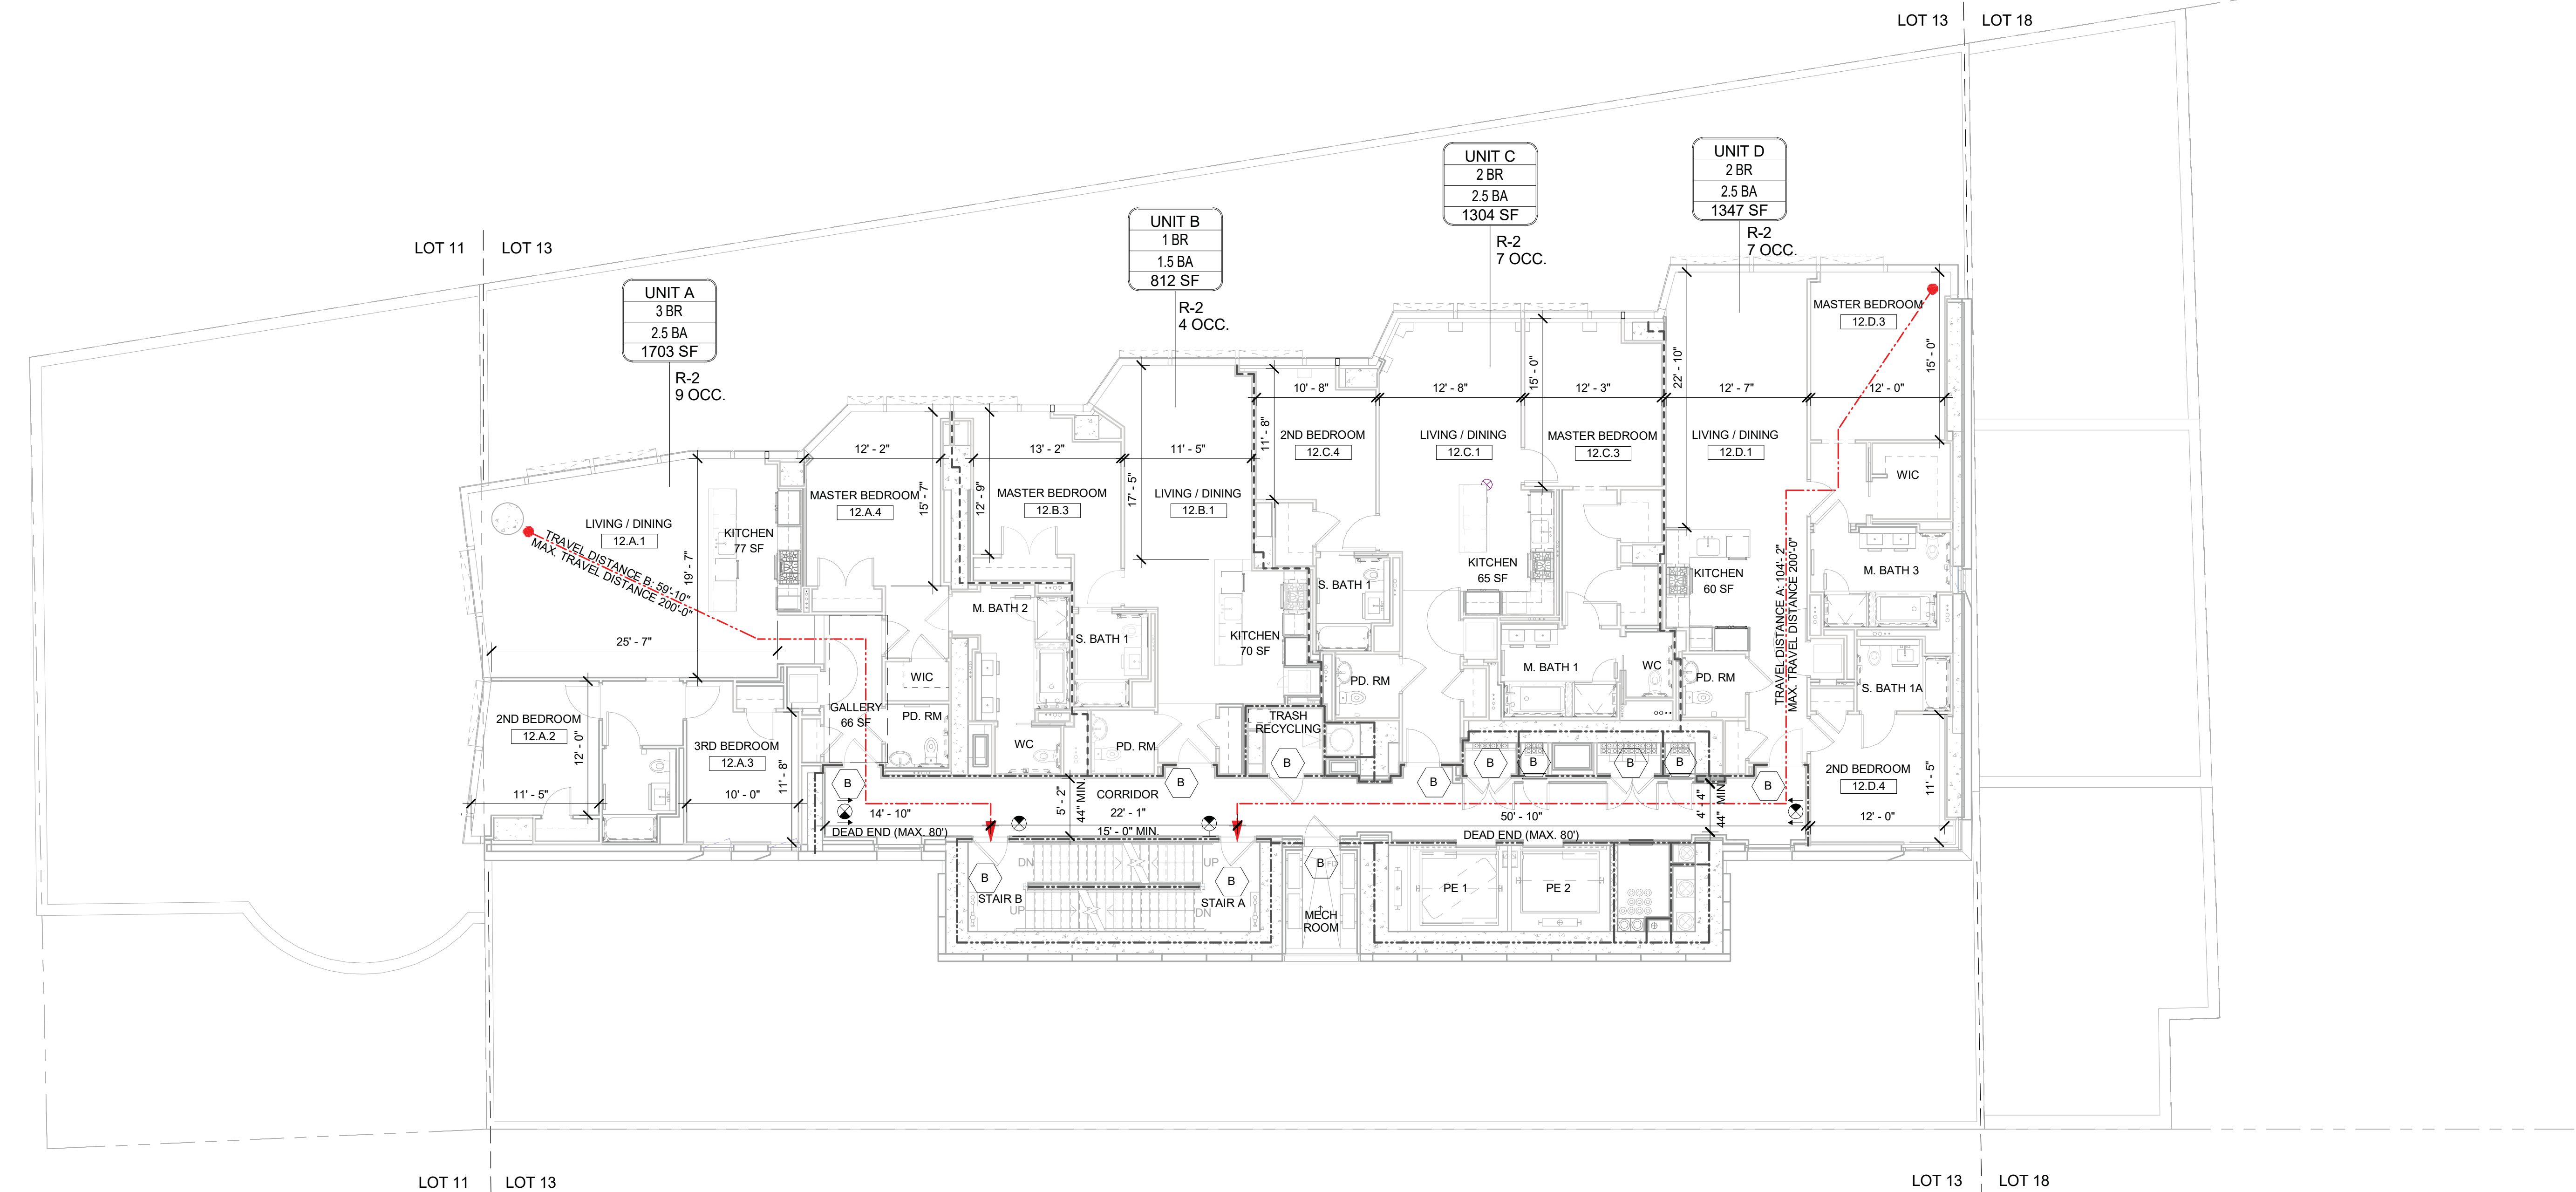 LOT 13
LOT 18
LOT 11
LOT 13
UNIT A
3 BR
2.5 BA
1703 SF
R-2
9 OCC.
UNIT B
1 BR
1.5 BA
812 SF
R-2
4 OCC.
UNIT C
2 BR
2.5 BA
1304 SF
R-2
7 OCC.
UNIT D
2 BR
2.5 BA
1347 SF
R-2
7 OCC.
LIVING / DINING
12.A.1
KITCHEN
77 SF
19' - 7"
25' - 7"
TRAVEL DISTANCE B: 59'-10"
MAX. TRAVEL DISTANCE 200'-0"
12' - 2"
MASTER BEDROOM
12.A.4
15' - 7"
WIC
M. BATH 2
GALLERY
66 SF
PD. RM
WC
2ND BEDROOM
12.A.2
12' - 0"
11' - 5"
3RD BEDROOM
12.A.3
11' - 8"
10' - 0"
13' - 2"
12' - 9"
MASTER BEDROOM
12.B.3
11' - 5"
17' - 5"
LIVING / DINING
12.B.1
S. BATH 1
KITCHEN
70 SF
PD. RM
TRASH
RECYCLING
10' - 8"
11' - 8"
2ND BEDROOM
12.C.4
12' - 8"
LIVING / DINING
12.C.1
15' - 0"
12' - 3"
MASTER BEDROOM
12.C.3
S. BATH 1
KITCHEN
65 SF
PD. RM
M. BATH 1
WC
22' - 10"
12' - 7"
LIVING / DINING
12.D.1
KITCHEN
60 SF
PD. RM
TRAVEL DISTANCE A: 104'- 2"
MAX. TRAVEL DISTANCE 200'-0"
MASTER BEDROOM
12.D.3
15' - 0"
12' - 0"
WIC
M. BATH 3
S. BATH 1A
2ND BEDROOM
12.D.4
11' - 5"
12' - 0"
B
B
B
B
B
B
B
B
B
CORRIDOR
14' - 10"
22' - 1"
50' - 10"
5' - 2"
44" MIN.
4' - 4"
44" MIN.
DEAD END (MAX. 80')
15' - 0" MIN.
DEAD END (MAX. 80')
DN
UP
UP
DN
B
STAIR B
B
STAIR A
B
MECH
ROOM
PE 1
PE 2
LOT 11
LOT 13
LOT 13
LOT 18